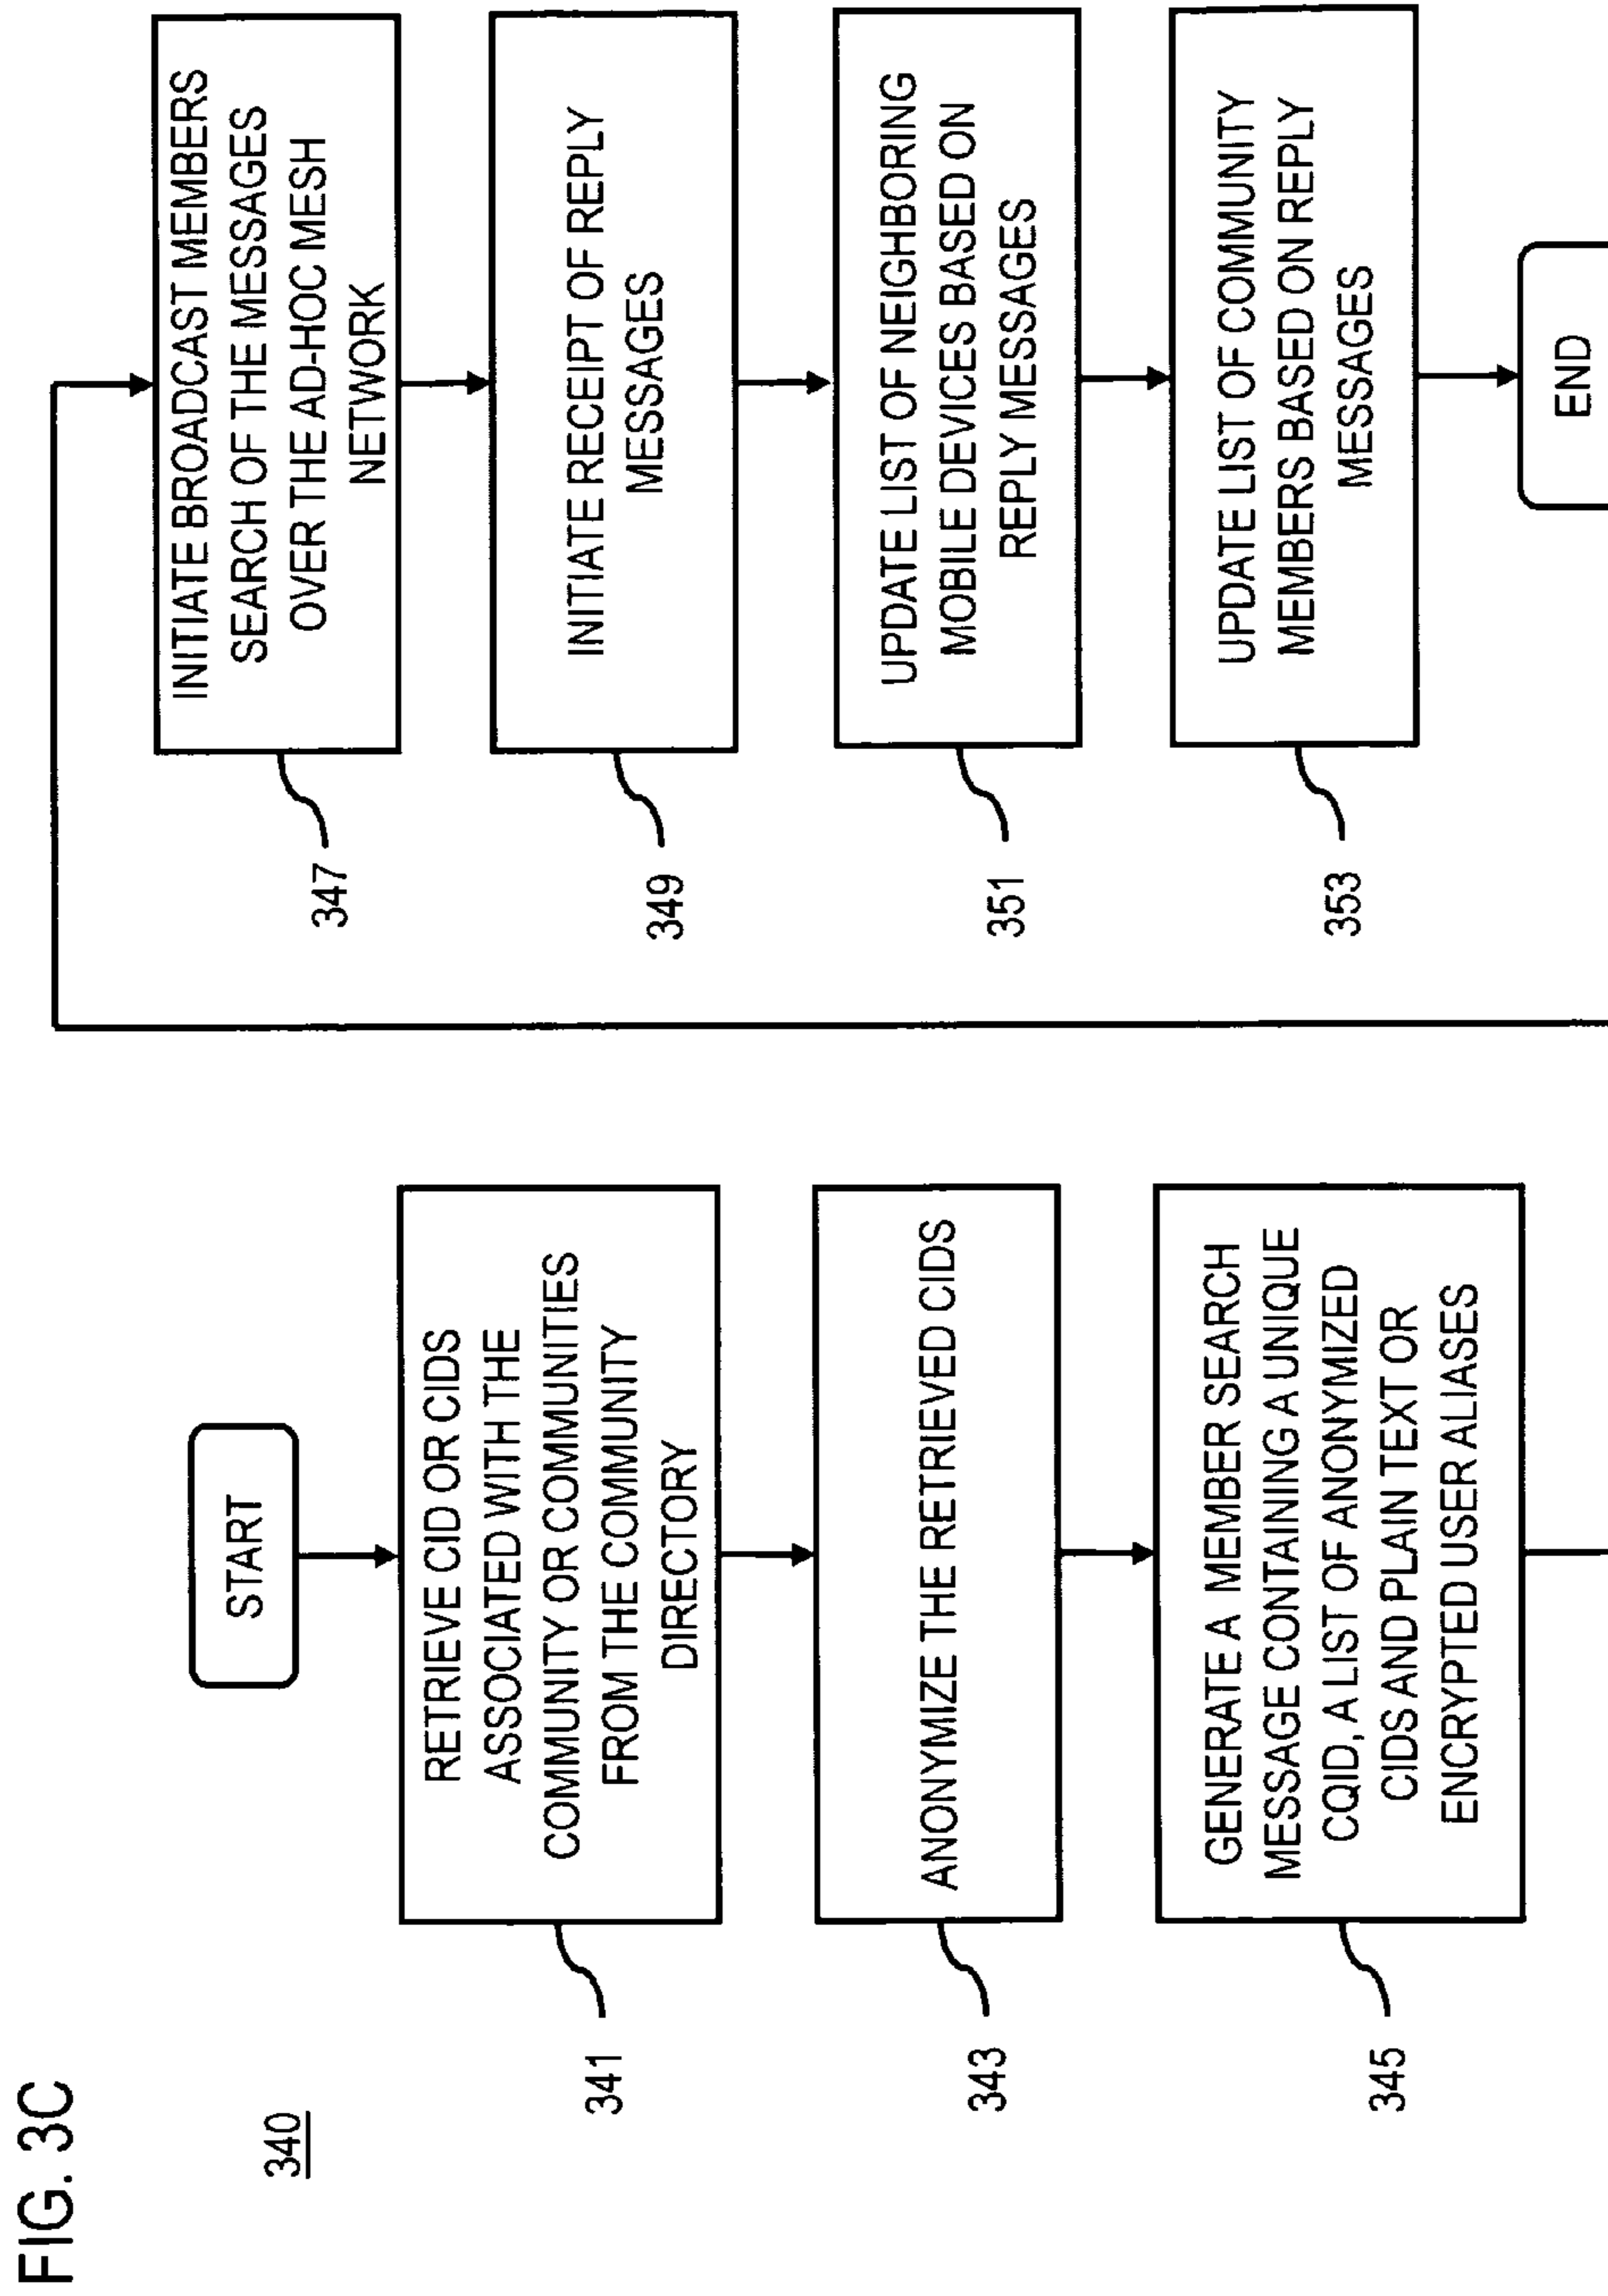 FIG. 3C
340
START
RETRIEVE CID OR CIDS
ASSOCIATED WITH THE
COMMUNITY OR COMMUNITIES
FROM THE COMMUNITY
DIRECTORY
341
ANONYMIZE THE RETRIEVED CIDS
343
GENERATE A MEMBER SEARCH
MESSAGE CONTAINING A UNIQUE
CQID, A LIST OF ANONYMIZED
CIDS AND PLAIN TEXT OR
ENCRYPTED USER ALIASES
345
INITIATE BROADCAST MEMBERS
SEARCH OF THE MESSAGES
OVER THE AD-HOC MESH
NETWORK
347
INITIATE RECEIPT OF REPLY
MESSAGES
349
UPDATE LIST OF NEIGHBORING
MOBILE DEVICES BASED ON
REPLY MESSAGES
351
UPDATE LIST OF COMMUNITY
MEMBERS BASED ON REPLY
MESSAGES
353
END